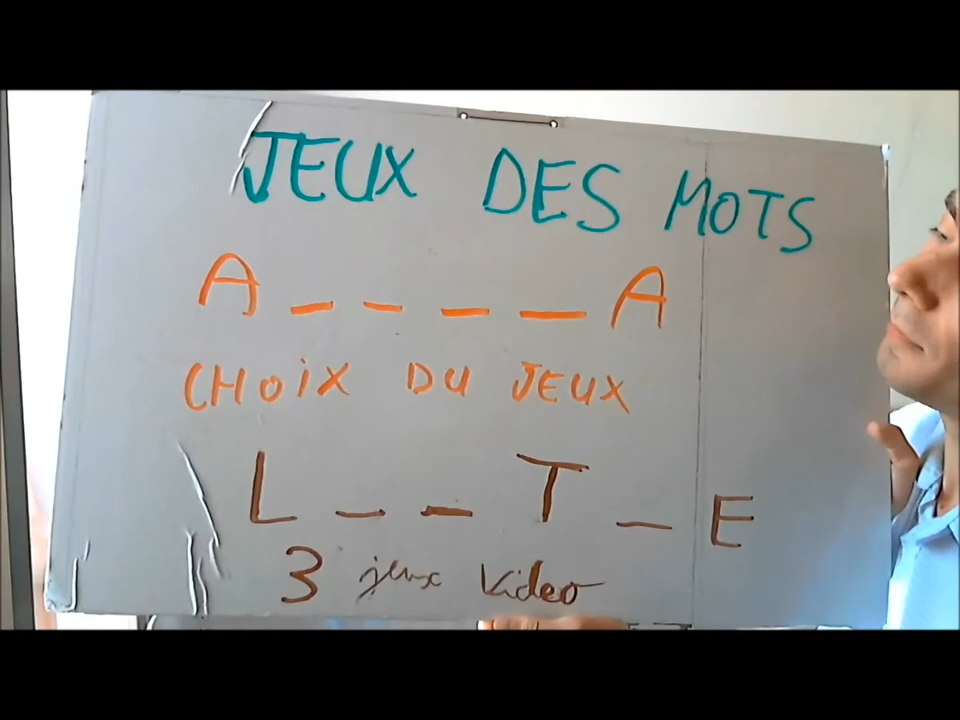 JEUX DES MOTS
A _ _ _ _ A
CHOiX DU JEUX
L _ _ T _ E
3 jeux Video